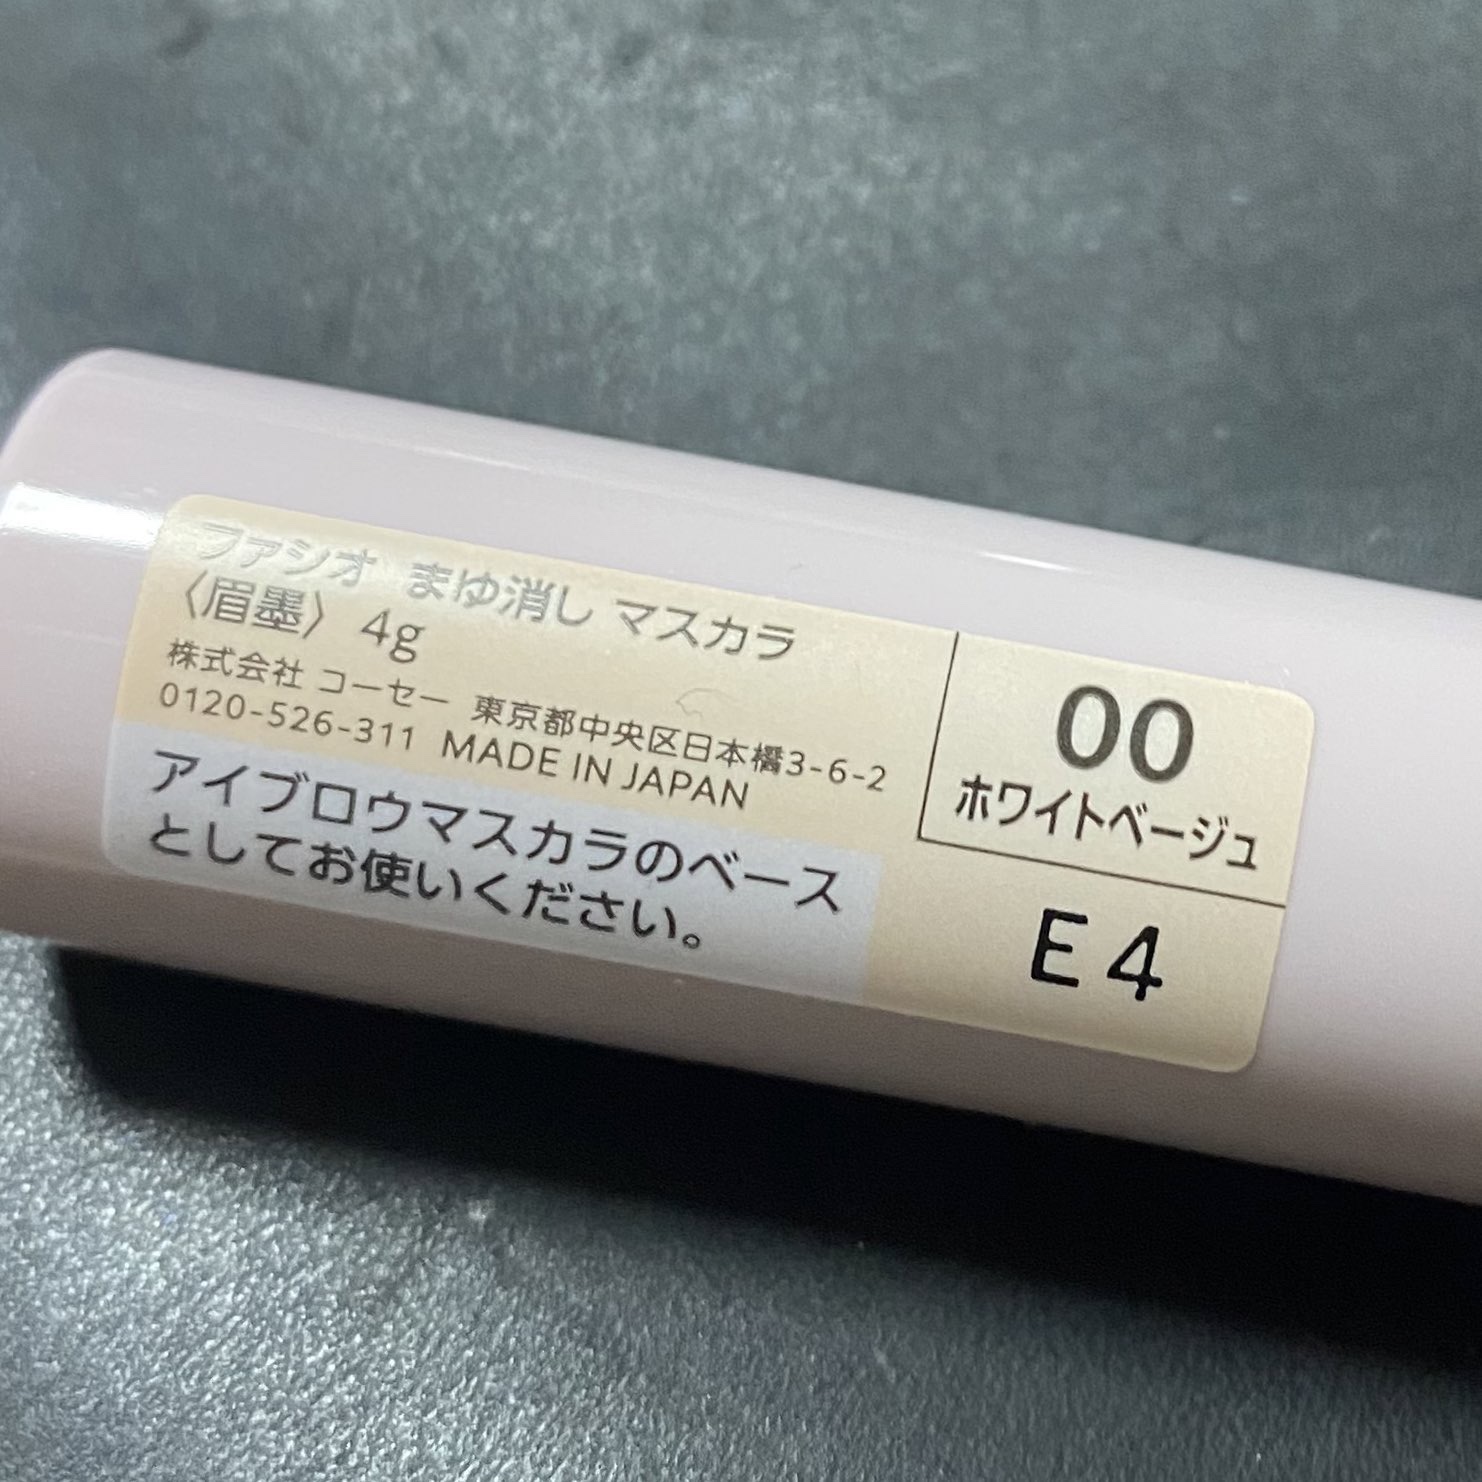 ファシオ まゆ消し マスカラ
〈眉墨〉 4g
株式会社 コーセー 東京都中央区日本橋3-6-2
0120-526-311 MADE IN JAPAN
アイブロウマスカラのベース
としてお使いください。
00
ホワイトベージュ
E4